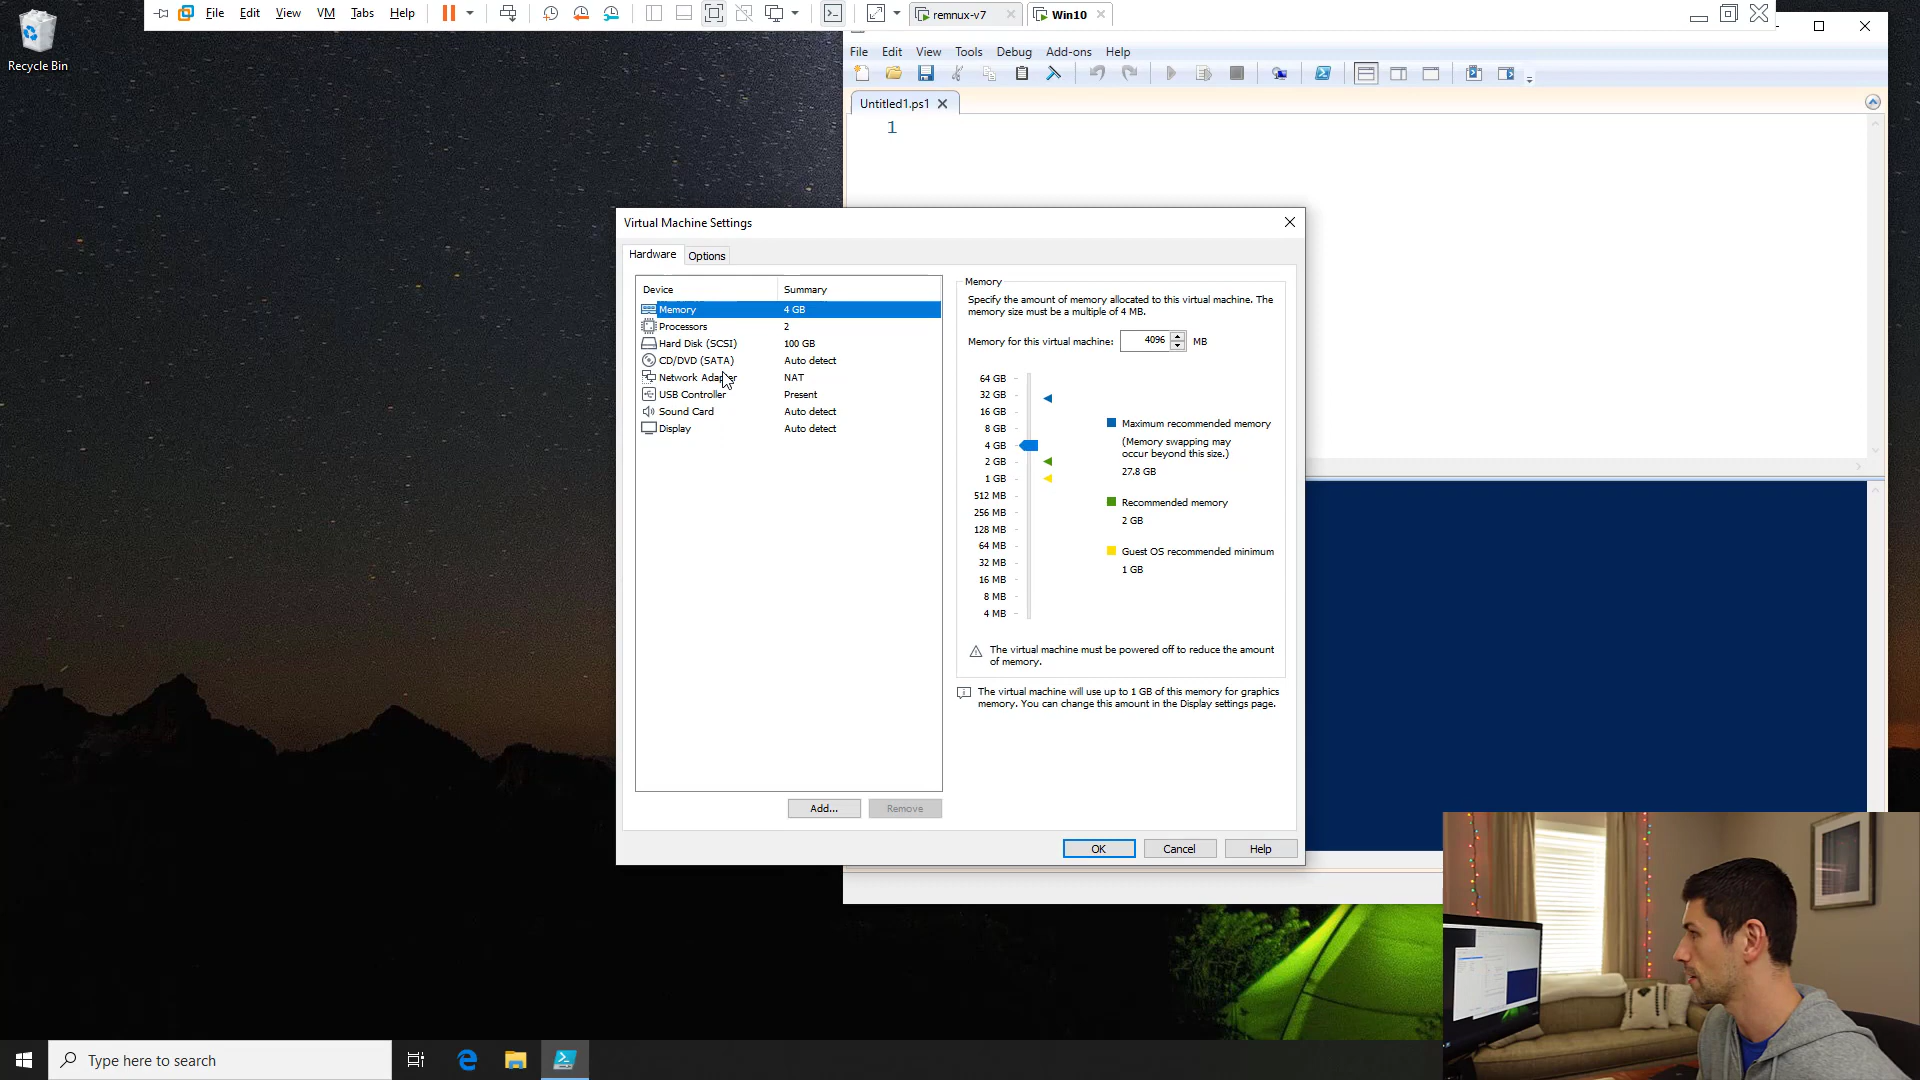 File Edit View VM Tabs Help
remnux-v7
Win10
Recycle Bin
File Edit View Tools Debug Add-ons Help
Untitled1.ps1
1
Virtual Machine Settings
Hardware Options
Device Summary
Memory 4 GB
Processors 2
Hard Disk (SCSI) 100 GB
CD/DVD (SATA) Auto detect
Network Adapter NAT
USB Controller Present
Sound Card Auto detect
Display Auto detect
Add... Remove
Memory
Specify the amount of memory allocated to this virtual machine. The
memory size must be a multiple of 4 MB.
Memory for this virtual machine: 4096 MB
64 GB
32 GB
16 GB
8 GB
4 GB
2 GB
1 GB
512 MB
256 MB
128 MB
64 MB
32 MB
16 MB
8 MB
4 MB
Maximum recommended memory
(Memory swapping may
occur beyond this size.)
27.8 GB
Recommended memory
2 GB
Guest OS recommended minimum
1 GB
The virtual machine must be powered off to reduce the amount
of memory.
The virtual machine will use up to 1 GB of this memory for graphics
memory. You can change this amount in the Display settings page.
OK Cancel Help
Type here to search